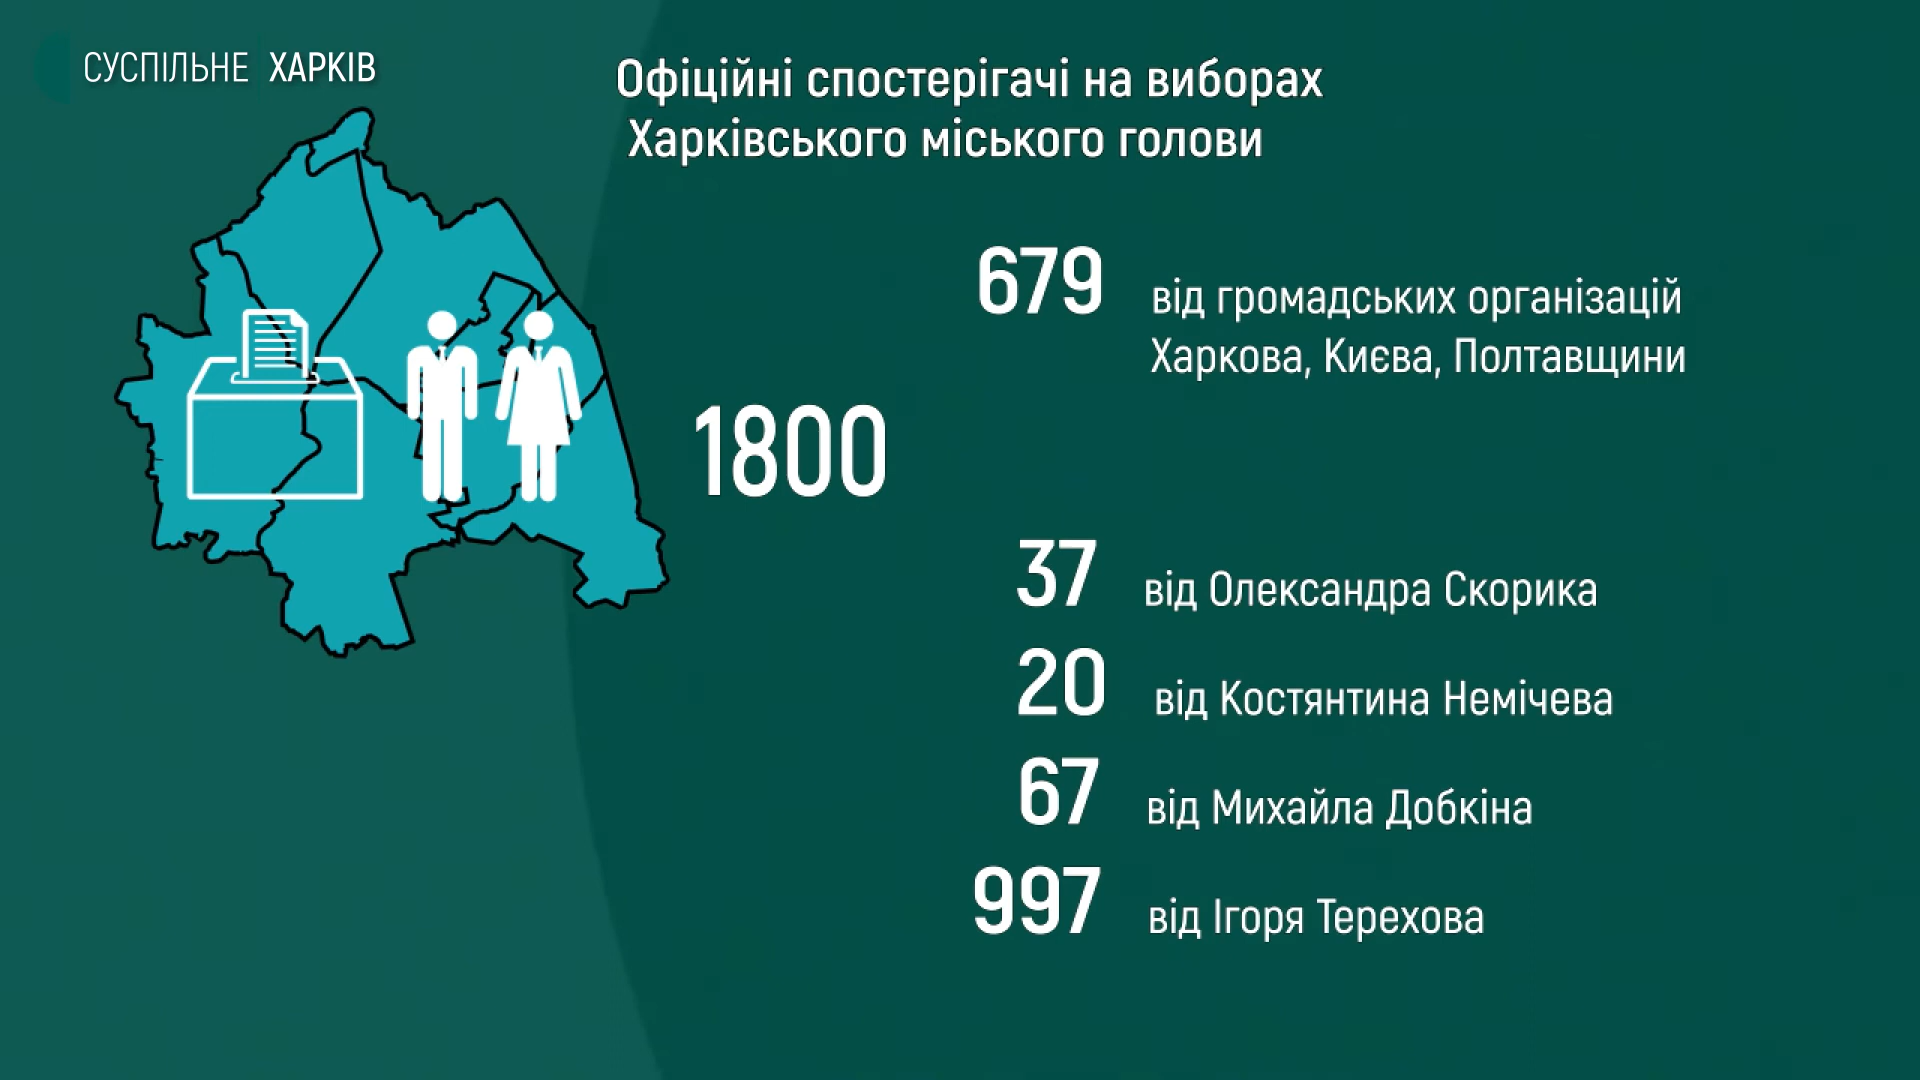 СУСПІЛЬНЕ ХАРКІВ
Офіційні спостерігачі на виборах
Харківського міського голови
679 від громадських організацій
Харкова, Києва, Полтавщини
1800
37 від Олександра Скорика
20 від Костянтина Немічева
67 від Михайла Добкіна
997 від Ігоря Терехова